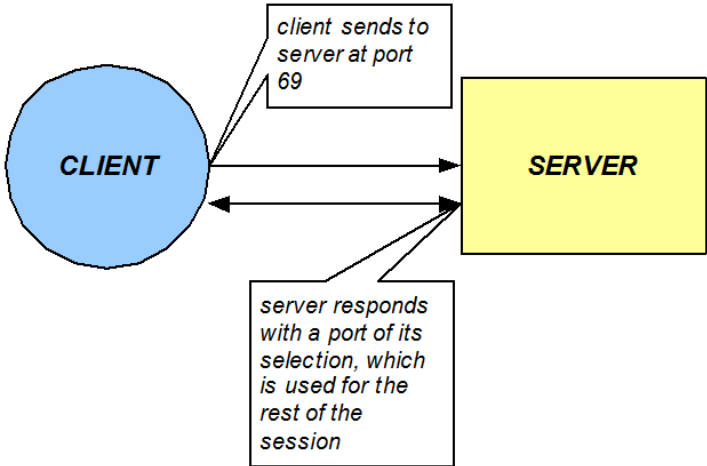 client sends to
server at port
69
CLIENT
SERVER
server responds
with a port of its
selection, which
is used for the
rest of the
session